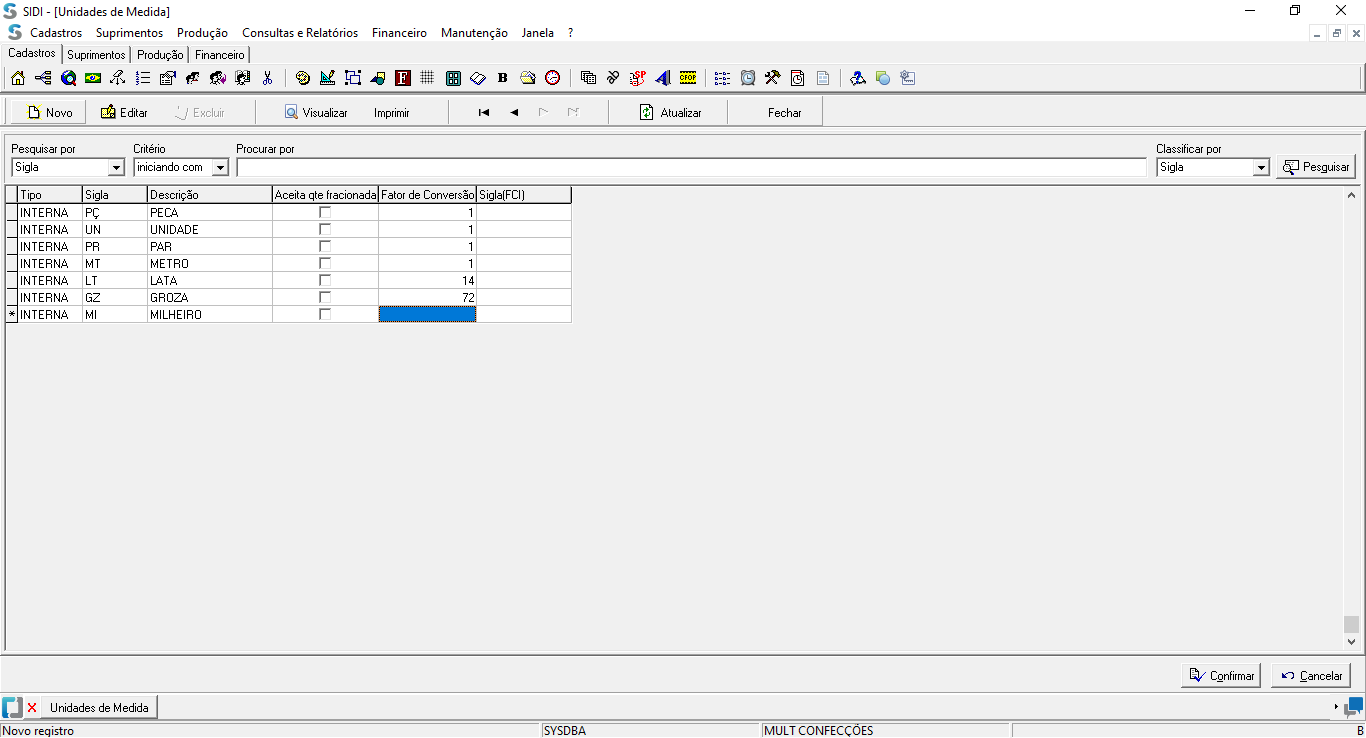 SIDI - [Unidades de Medida]
Cadastros Suprimentos Produção Consultas e Relatórios Financeiro Manutenção Janela ?
Cadastros Suprimentos Produção Financeiro
F B SP CFOP
Novo Editar Excluir Visualizar Imprimir Atualizar Fechar
Pesquisar por Critério Procurar por Classificar por
Sigla iniciando com Sigla Pesquisar
Tipo Sigla Descrição Aceita qte fracionada Fator de Conversão Sigla(FCI)
INTERNA PÇ PECA 1
INTERNA UN UNIDADE 1
INTERNA PR PAR 1
INTERNA MT METRO 1
INTERNA LT LATA 14
INTERNA GZ GROZA 72
* INTERNA MI MILHEIRO
Confirmar Cancelar
Unidades de Medida
Novo registro SYSDBA MULT CONFECÇÕES B